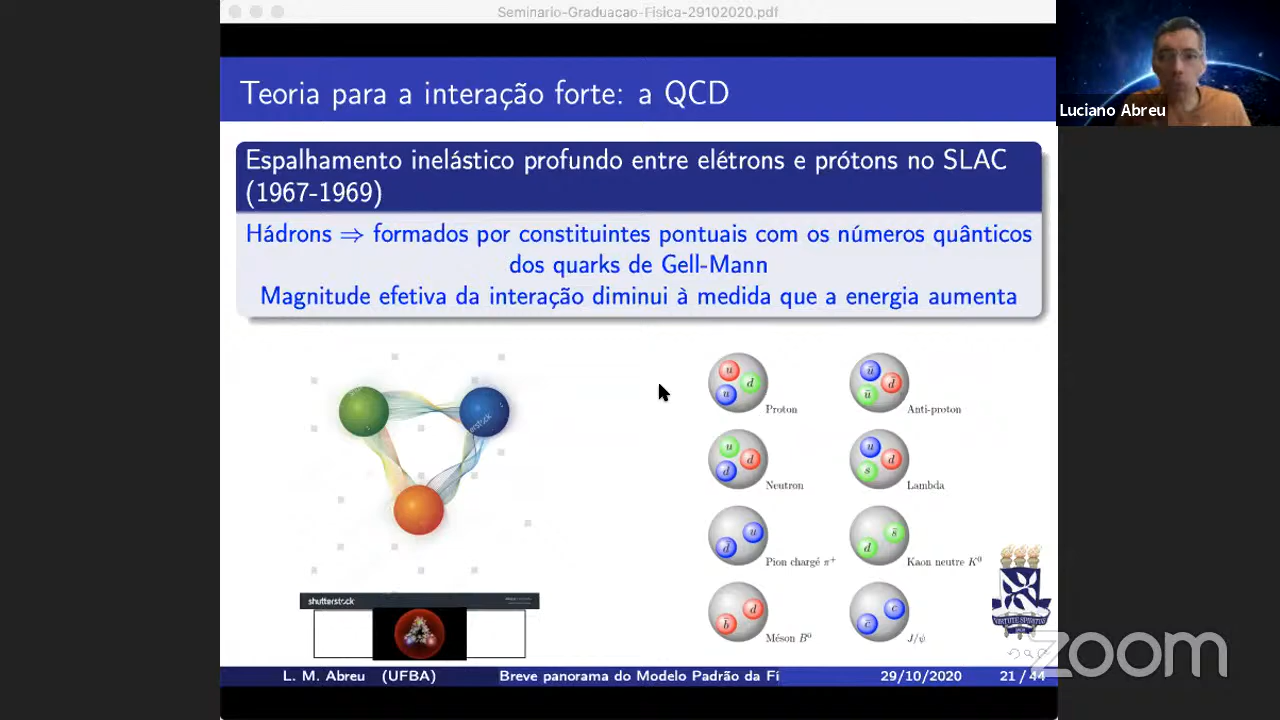 Seminario-Graduacao-Fisica-29102020.pdf
Luciano Abreu
Teoria para a interação forte: a QCD
Espalhamento inelástico profundo entre elétrons e prótons no SLAC
(1967-1969)
Hádrons ⇒ formados por constituintes pontuais com os números quânticos
dos quarks de Gell-Mann
Magnitude efetiva da interação diminui à medida que a energia aumenta
u d u
Proton
ū d̄ ū
Anti-proton
u d d
Neutron
u d s
Lambda
u d̄
Pion chargé π⁺
s̄ d
Kaon neutre K⁰
d b̄
Méson B⁰
c c̄
J/ψ
shutterstock
VIRTUTE SPIRITUS
zoom
L. M. Abreu (UFBA)
Breve panorama do Modelo Padrão da Fí
29/10/2020
21 / 44